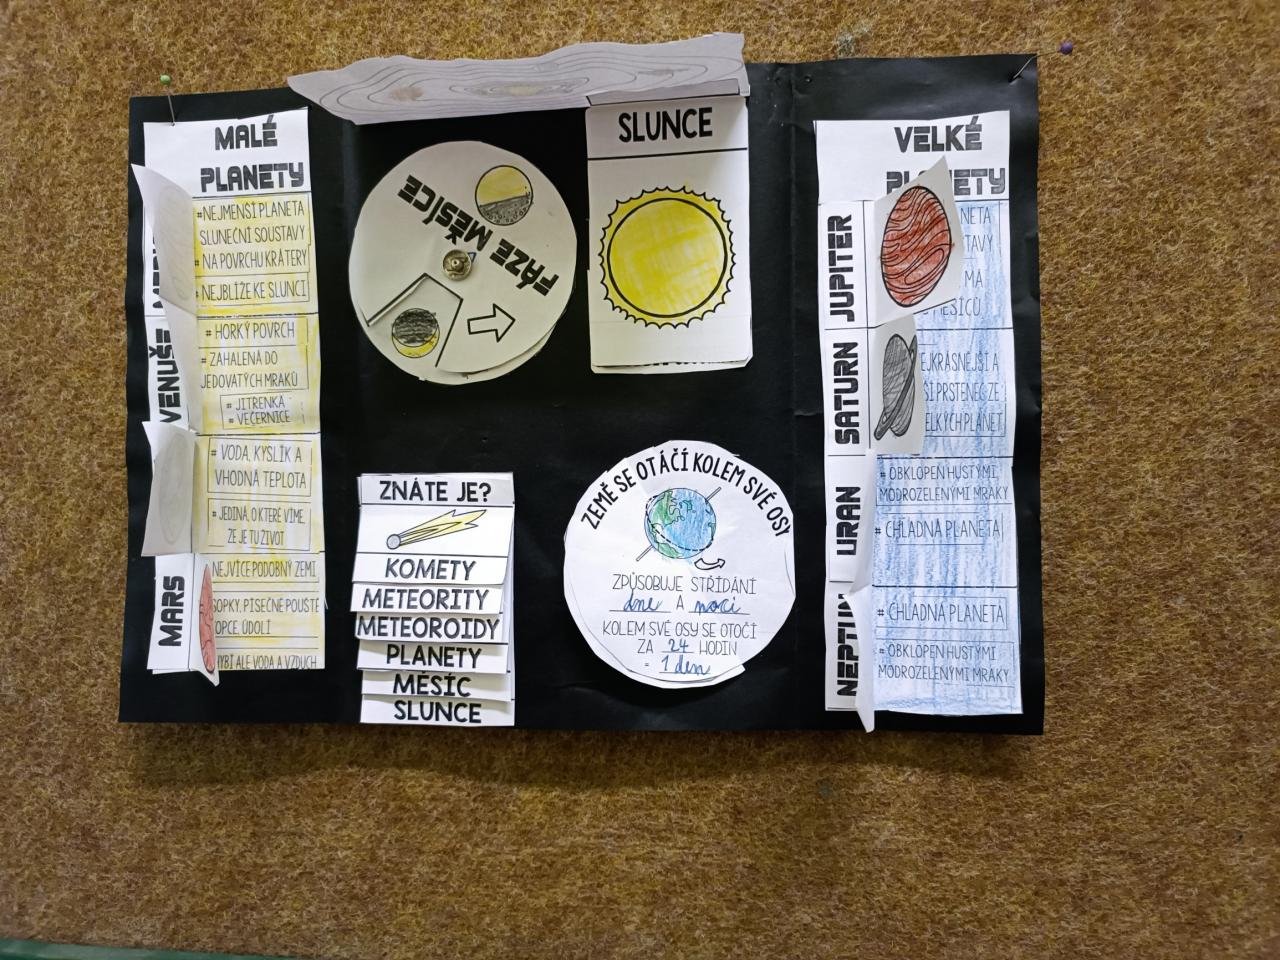 MALÉ
PLANETY
#NEJMENŠÍ PLANETA
SLUNEČNÍ SOUSTAVY
# NA POVRCHU KRÁTERY
# NEJBLÍŽE KE SLUNCI
VENUŠE
# HORKÝ POVRCH
# ZAHALENÁ DO
JEDOVATÝCH MRAKŮ
# JITŘENKA
# VEČERNICE
# VODA, KYSLÍK A
VHODNÁ TEPLOTA
# JEDINÁ, O KTERÉ VÍME,
ŽE JE TU ŽIVOT
MARS
NEJVÍCE PODOBNÝ ZEMI
SOPKY, PÍSEČNÉ POUŠTĚ
ÚDOLÍ
ALE VODA A VZDUCH
FÁZE MĚSÍCE
SLUNCE
ZNÁTE JE?
KOMETY
METEORITY
METEOROIDY
PLANETY
MĚSÍC
SLUNCE
ZEMĚ SE OTÁČÍ KOLEM SVÉ OSY
ZPŮSOBUJE STŘÍDÁNÍ
dne A noci
KOLEM SVÉ OSY SE OTOČÍ
ZA 24 HODIN
= 1 den
VELKÉ
PLANETY
JUPITER
MÁ
SATURN
A
ZE
URAN
# OBKLOPEN HUSTÝMI,
MODROZELENÝMI MRAKY
# CHLADNÁ PLANETA
# CHLADNÁ PLANETA
# OBKLOPEN HUSTÝMI
MODROZELENÝMI MRAKY